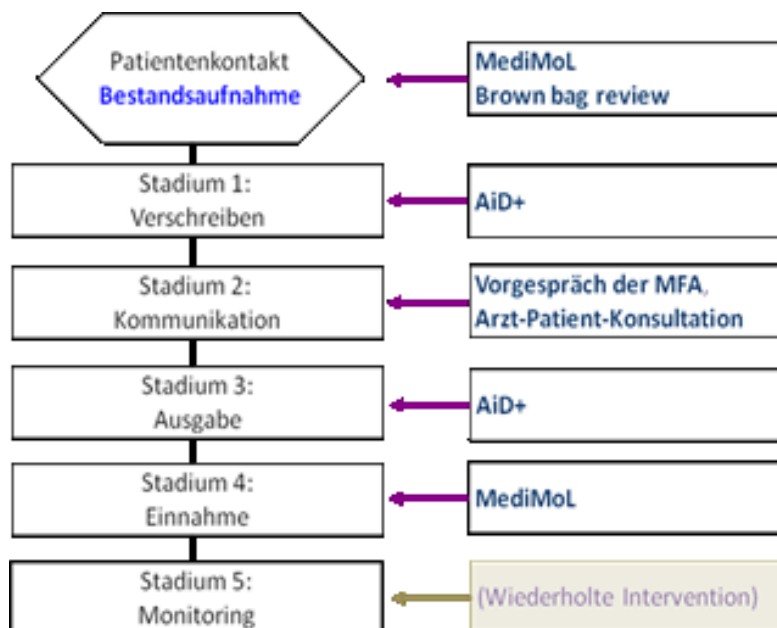 Patientenkontakt
Bestandsaufnahme
MediMoL
Brown bag review
Stadium 1:
Verschreiben
AiD+
Stadium 2:
Kommunikation
Vorgespräch der MFA,
Arzt-Patient-Konsultation
Stadium 3:
Ausgabe
AiD+
Stadium 4:
Einnahme
MediMoL
Stadium 5:
Monitoring
(Wiederholte Intervention)